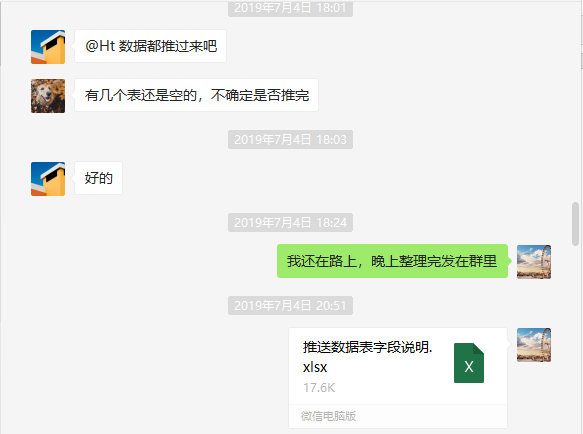 2019年7月4日 18:01
@Ht 数据都推过来吧
有几个表还是空的，不确定是否推完
2019年7月4日 18:03
好的
2019年7月4日 18:24
我还在路上，晚上整理完发在群里
2019年7月4日 20:51
推送数据表字段说明.
xlsx
X
17.6K
微信电脑版